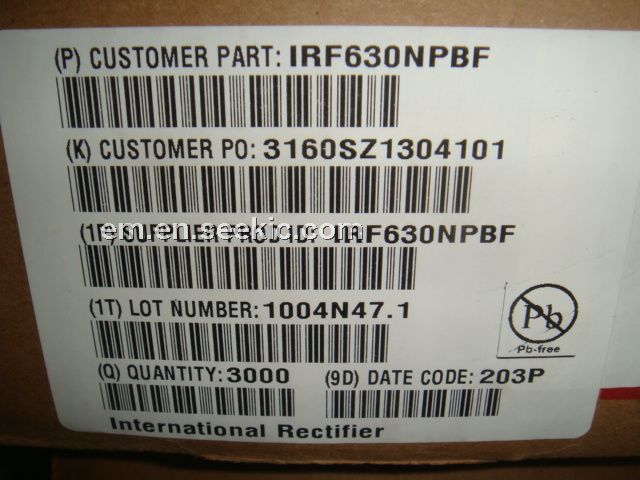 (P) CUSTOMER PART: IRF630NPBF
(K) CUSTOMER PO: 3160SZ1304101
em.en.seekic.com
IRF630NPBF
(1T) LOT NUMBER: 1004N47.1
Pb
Pb-free
(Q) QUANTITY: 3000 (9D) DATE CODE: 203P
International Rectifier